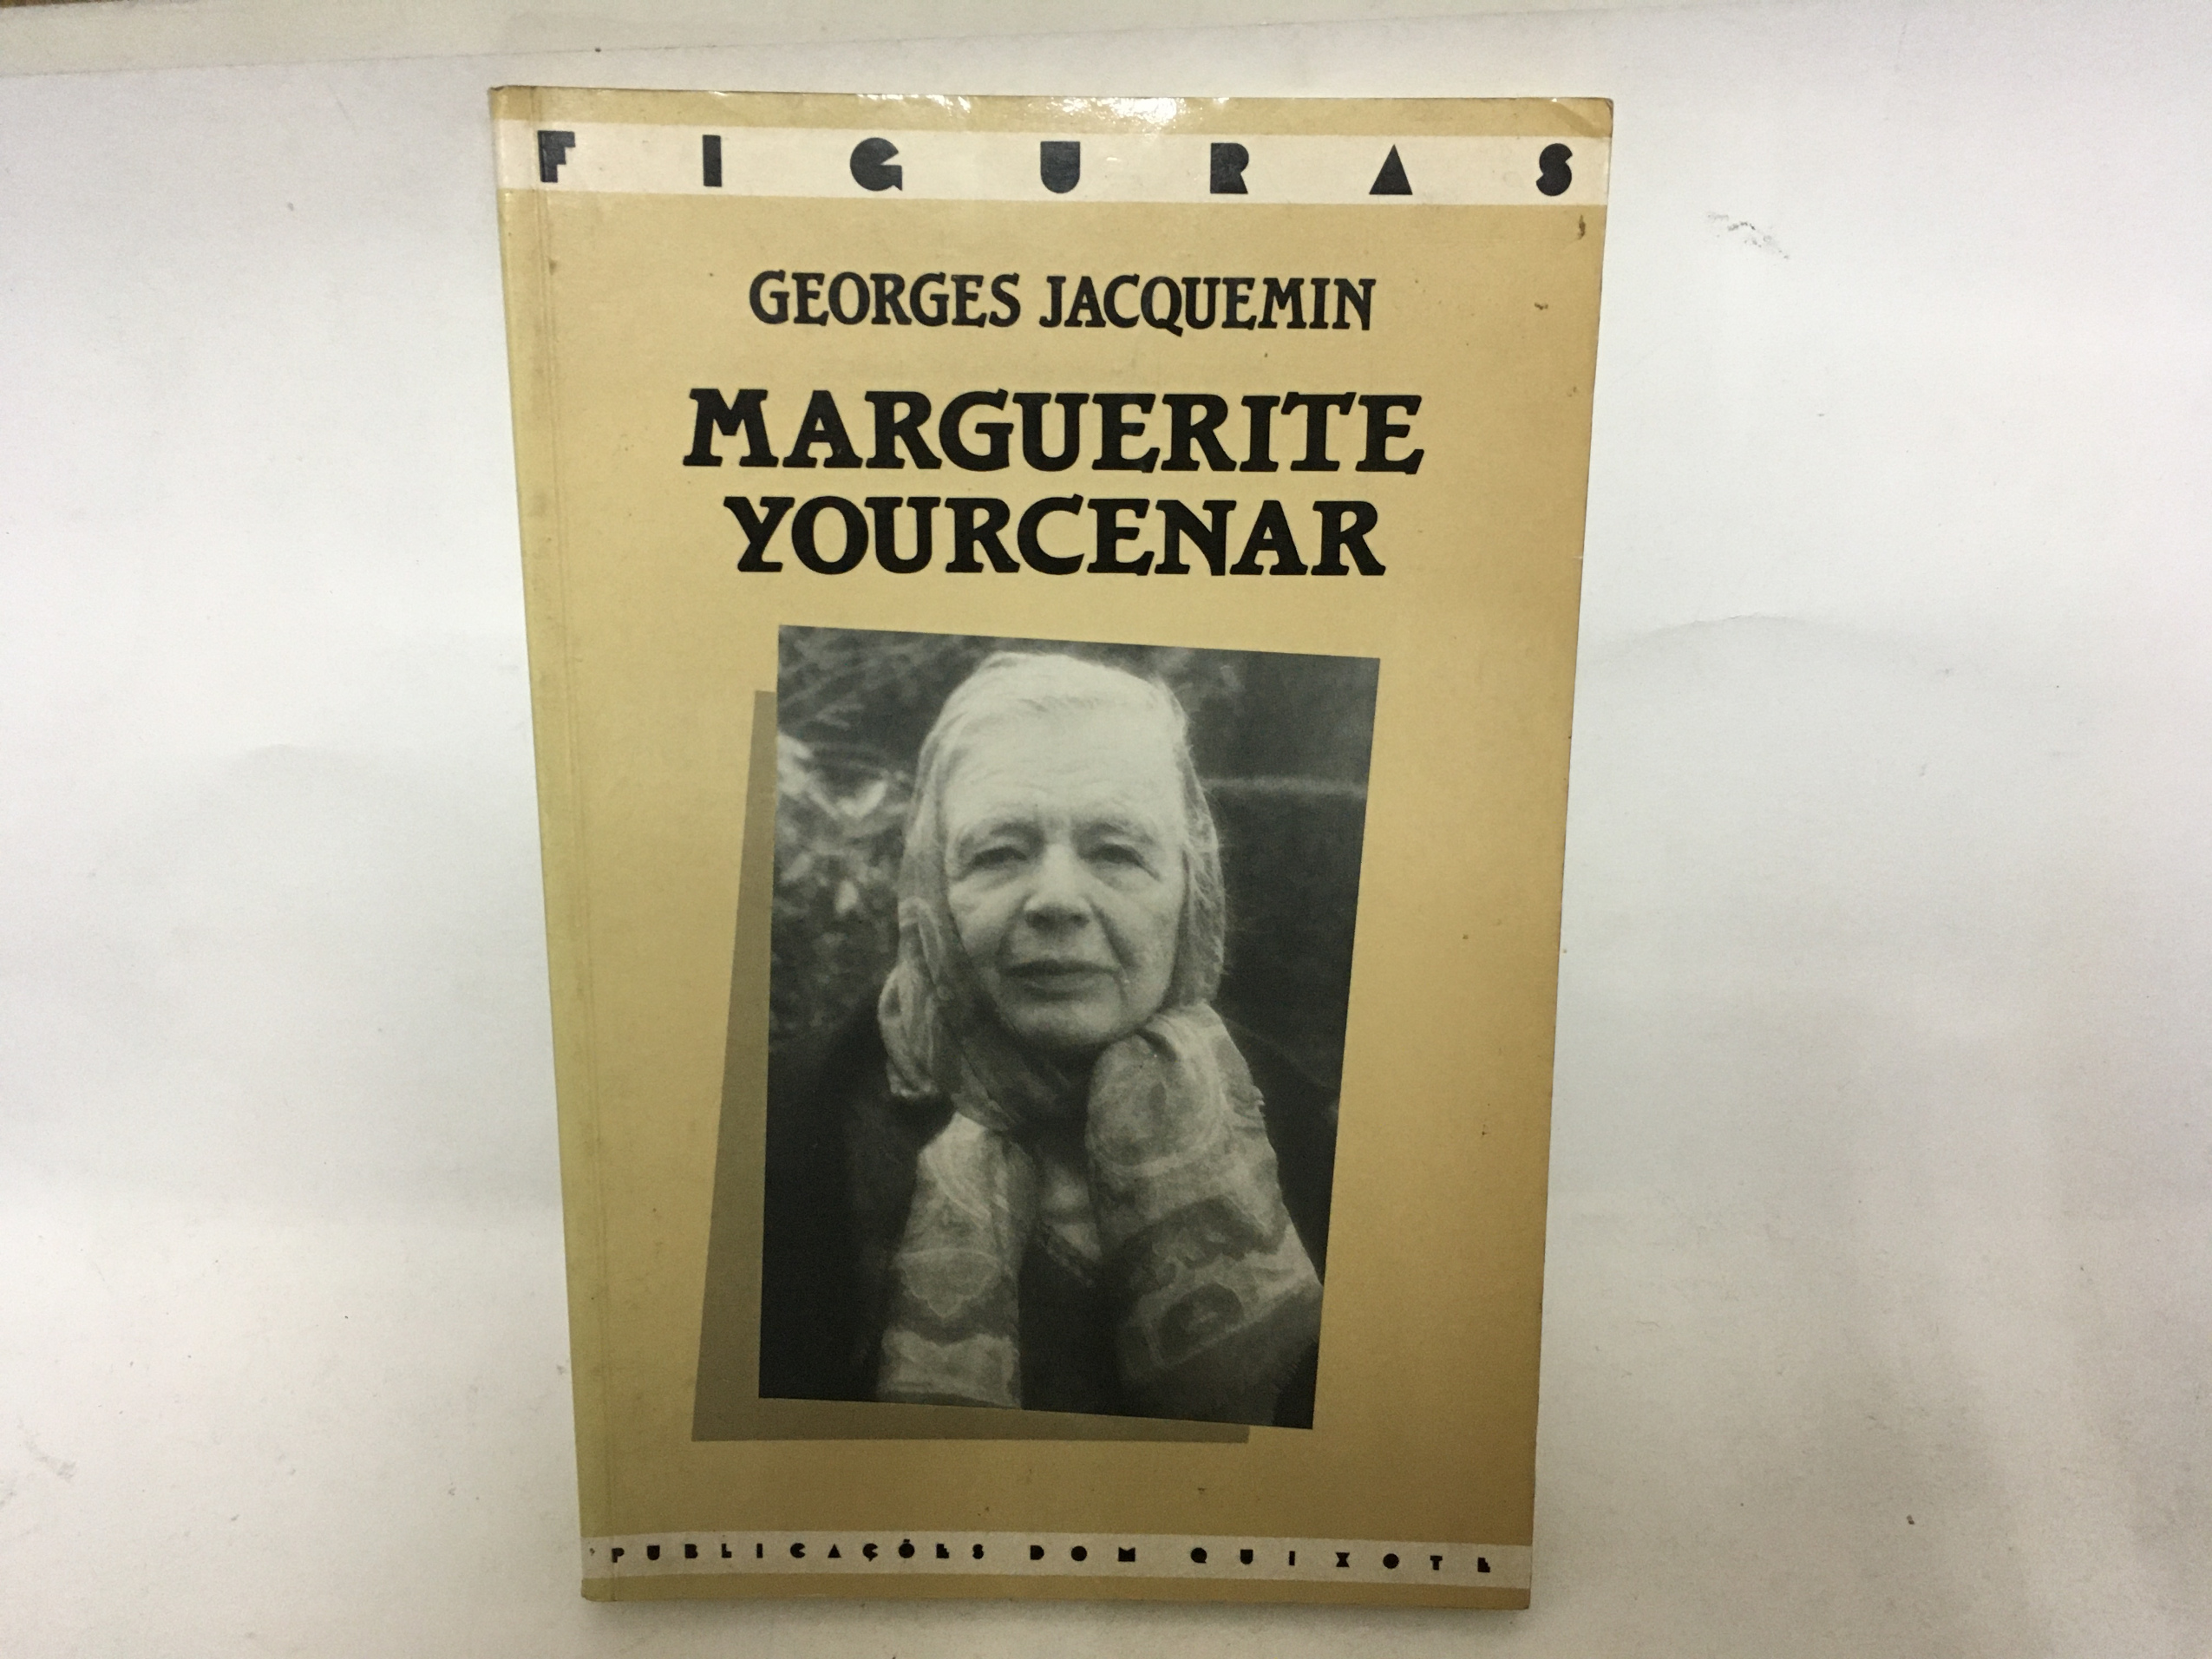 FIGURAS
GEORGES JACQUEMIN
MARGUERITE
YOURCENAR
PUBLICAÇÕES DOM QUIXOTE